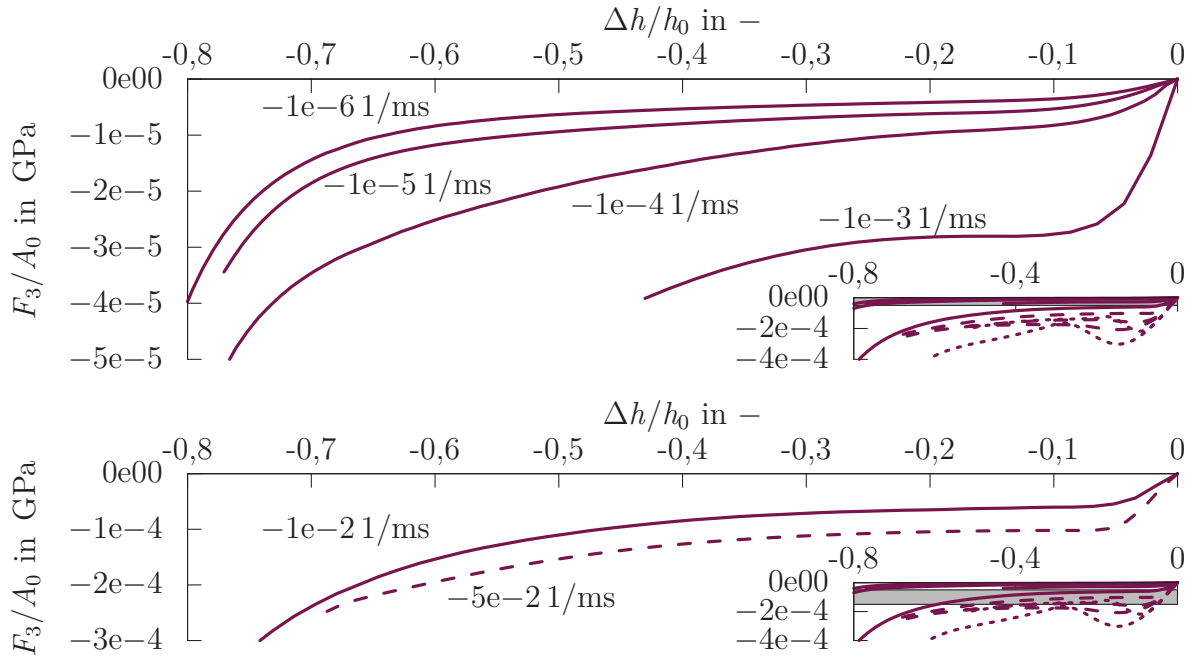 Δh/h₀ in −
-0,8 -0,7 -0,6 -0,5 -0,4 -0,3 -0,2 -0,1 0
0e00
−1e−5
−2e−5
−3e−5
−4e−5
−5e−5
F₃/A₀ in GPa
−1e−6 1/ms
−1e−5 1/ms
−1e−4 1/ms
−1e−3 1/ms
-0,8 -0,4 0
0e00
−2e−4
−4e−4
Δh/h₀ in −
-0,8 -0,7 -0,6 -0,5 -0,4 -0,3 -0,2 -0,1 0
0e00
−1e−4
−2e−4
−3e−4
F₃/A₀ in GPa
−1e−2 1/ms
−5e−2 1/ms
-0,8 -0,4 0
0e00
−2e−4
−4e−4